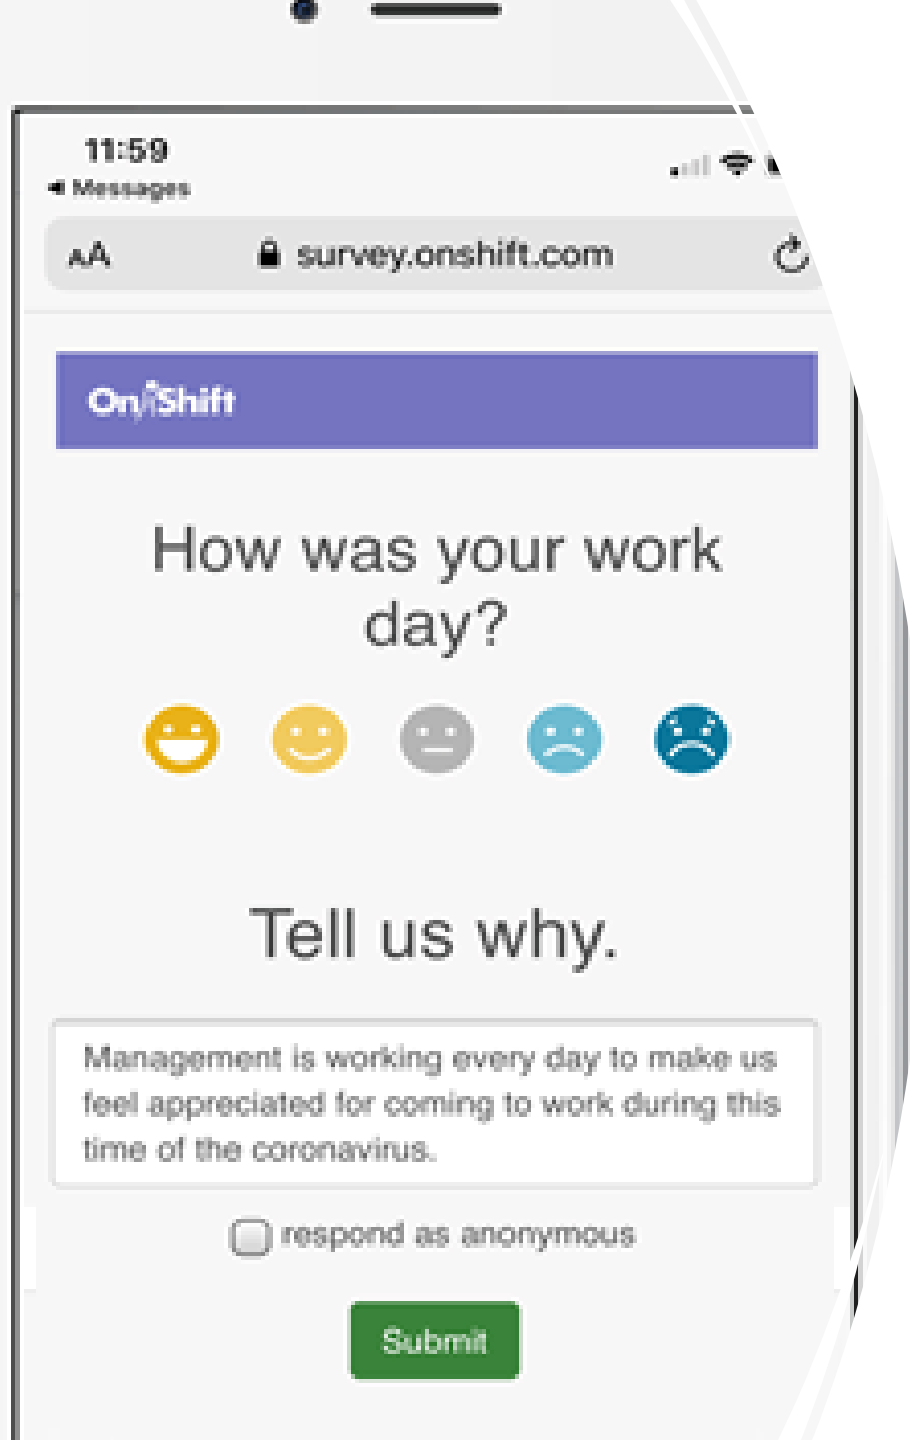 11:59
Messages
AA
survey.onshift.com
OnShift
How was your work
day?
Tell us why.
Management is working every day to make us
feel appreciated for coming to work during this
time of the coronavirus.
respond as anonymous
Submit